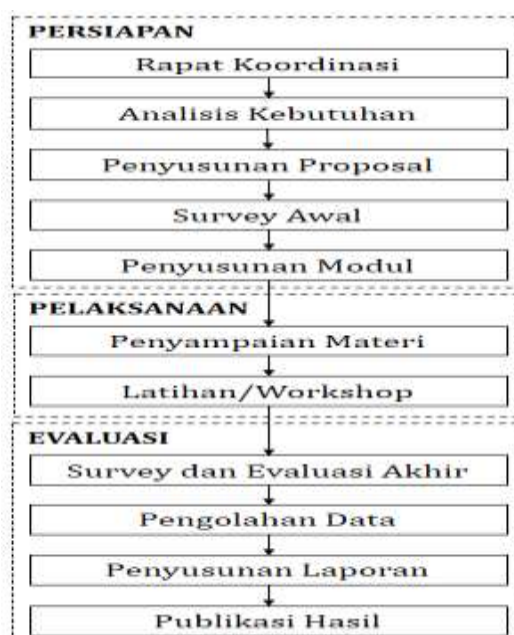 PERSIAPAN
Rapat Koordinasi
Analisis Kebutuhan
Penyusunan Proposal
Survey Awal
Penyusunan Modul
PELAKSANAAN
Penyampaian Materi
Latihan/Workshop
EVALUASI
Survey dan Evaluasi Akhir
Pengolahan Data
Penyusunan Laporan
Publikasi Hasil